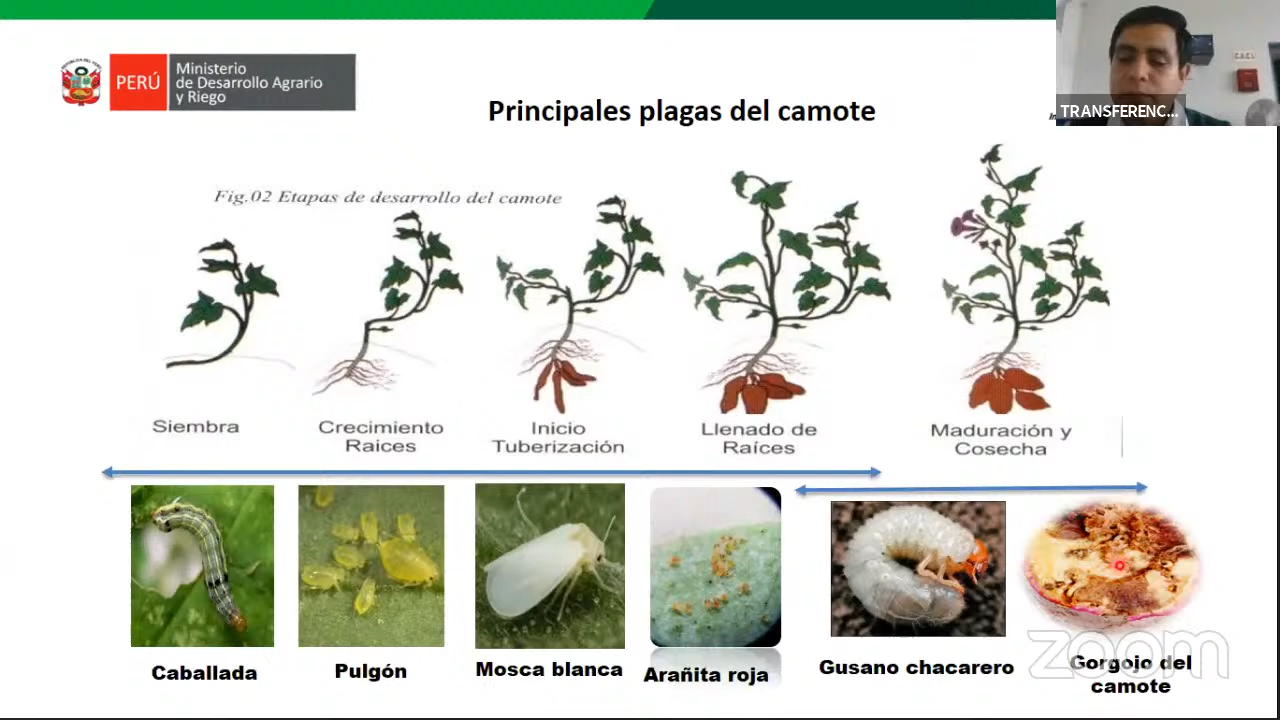 PERÚ
Ministerio
de Desarrollo Agrario
y Riego
Principales plagas del camote
TRANSFERENC...
Fig.02 Etapas de desarrollo del camote
Siembra
Crecimiento
Raices
Inicio
Tuberización
Llenado de
Raíces
Maduración y
Cosecha
Caballada
Pulgón
Mosca blanca
Arañita roja
Gusano chacarero
Gorgojo del
camote
zoom